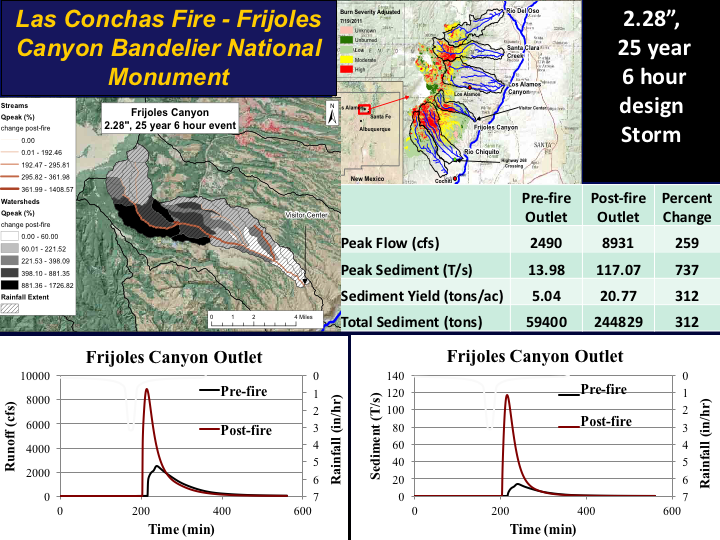 Las Conchas Fire - Frijoles
Canyon Bandelier National
Monument
Burn Severity Adjusted
7/19/2011
Unknown
Unburned
Low
Moderate
High
Rio Del Oso
Santa Clara
Creek
Los Alamos
Los Alamos
Canyon
Visitor Center
Frijoles Canyon
Santa Fe
Albuquerque
New Mexico
Rio Chiquito
Highway 268
Crossing
Cochiti
SANTA
FE
2.28”,
25 year
6 hour
design
Storm
Streams
Qpeak (%)
change post-fire
0.00
0.01 - 192.46
192.47 - 295.81
295.82 - 361.98
361.99 - 1408.57
Watersheds
Qpeak (%)
change post-fire
0.00 - 60.00
60.01 - 221.52
221.53 - 398.09
398.10 - 881.35
881.36 - 1726.82
Rainfall Extent
Frijoles Canyon
2.28", 25 year 6 hour event
N
Visitor Center
0 1 2 4 Miles
Pre-fire Outlet Post-fire Outlet Percent Change
Peak Flow (cfs) 2490 8931 259
Peak Sediment (T/s) 13.98 117.07 737
Sediment Yield (tons/ac) 5.04 20.77 312
Total Sediment (tons) 59400 244829 312
Frijoles Canyon Outlet
Runoff (cfs)
10000
8000
6000
4000
2000
0
Pre-fire
Post-fire
0
1
2
3
4
5
6
7
Rainfall (in/hr)
0 200 400 600
Time (min)
Frijoles Canyon Outlet
Sediment (T/s)
140
120
100
80
60
40
20
0
Pre-fire
Post-fire
0
1
2
3
4
5
6
7
Rainfall (in/hr)
0 200 400 600
Time (min)